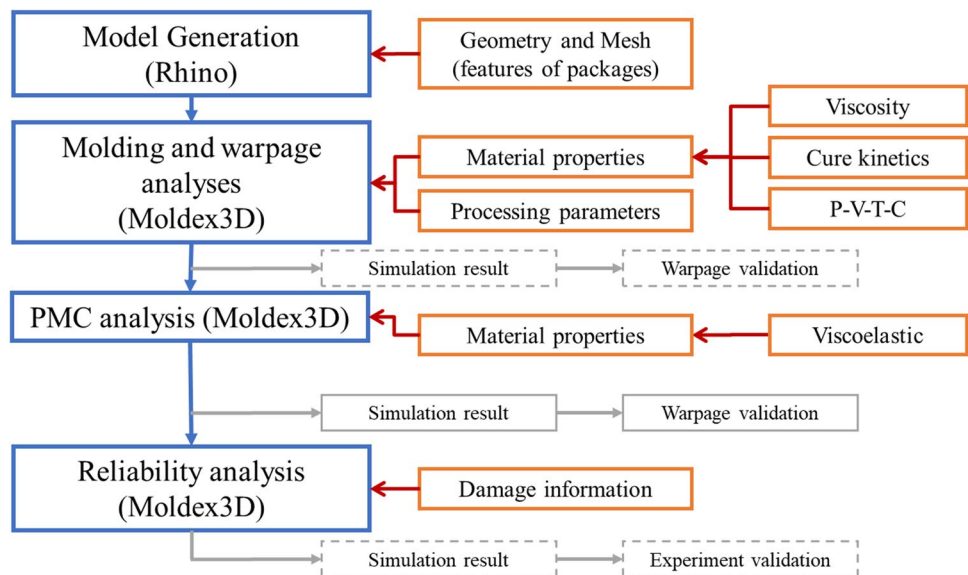 Model Generation
(Rhino)
Geometry and Mesh
(features of packages)
Molding and warpage
analyses
(Moldex3D)
Material properties
Processing parameters
Viscosity
Cure kinetics
P-V-T-C
Simulation result
Warpage validation
PMC analysis (Moldex3D)
Material properties
Viscoelastic
Simulation result
Warpage validation
Reliability analysis
(Moldex3D)
Damage information
Simulation result
Experiment validation